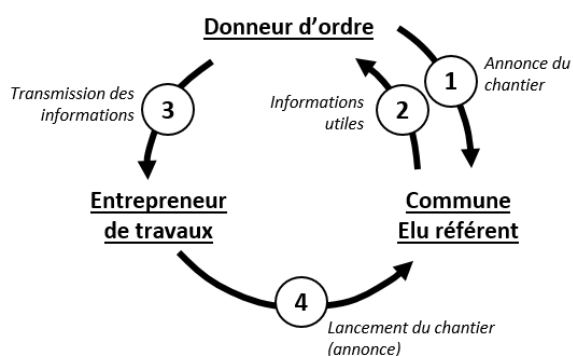 Donneur d'ordre
1
Annonce du
chantier
2
Informations
utiles
3
Transmission des
informations
Entrepreneur
de travaux
Commune
Elu référent
4
Lancement du chantier
(annonce)